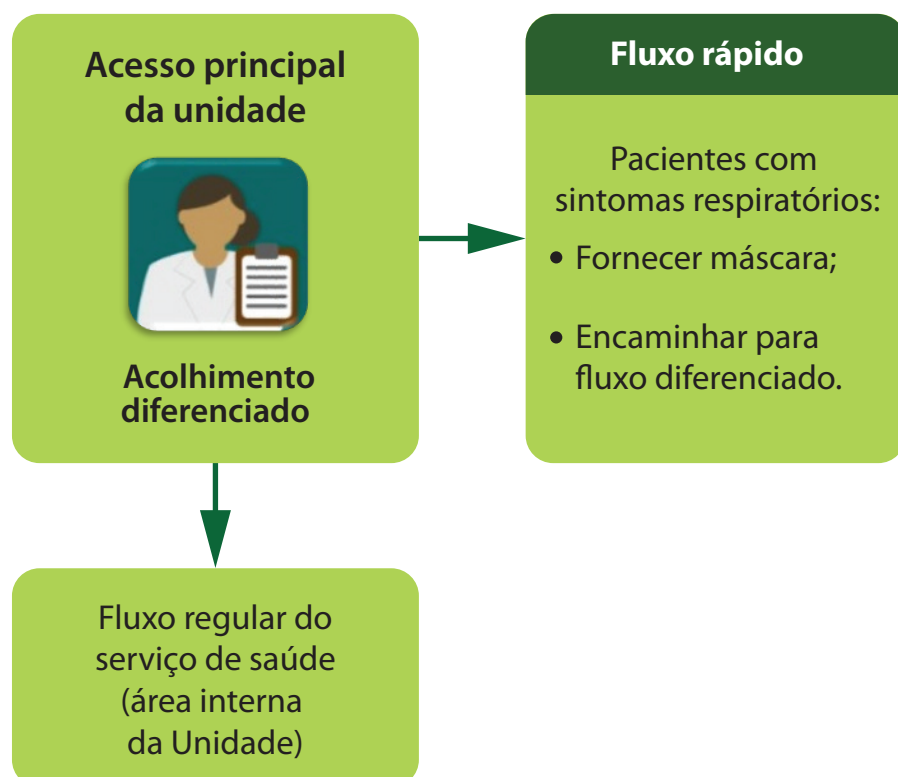 Acesso principal
da unidade
Acolhimento
diferenciado
Fluxo rápido
Pacientes com
sintomas respiratórios:
• Fornecer máscara;
• Encaminhar para
fluxo diferenciado.
Fluxo regular do
serviço de saúde
(área interna
da Unidade)